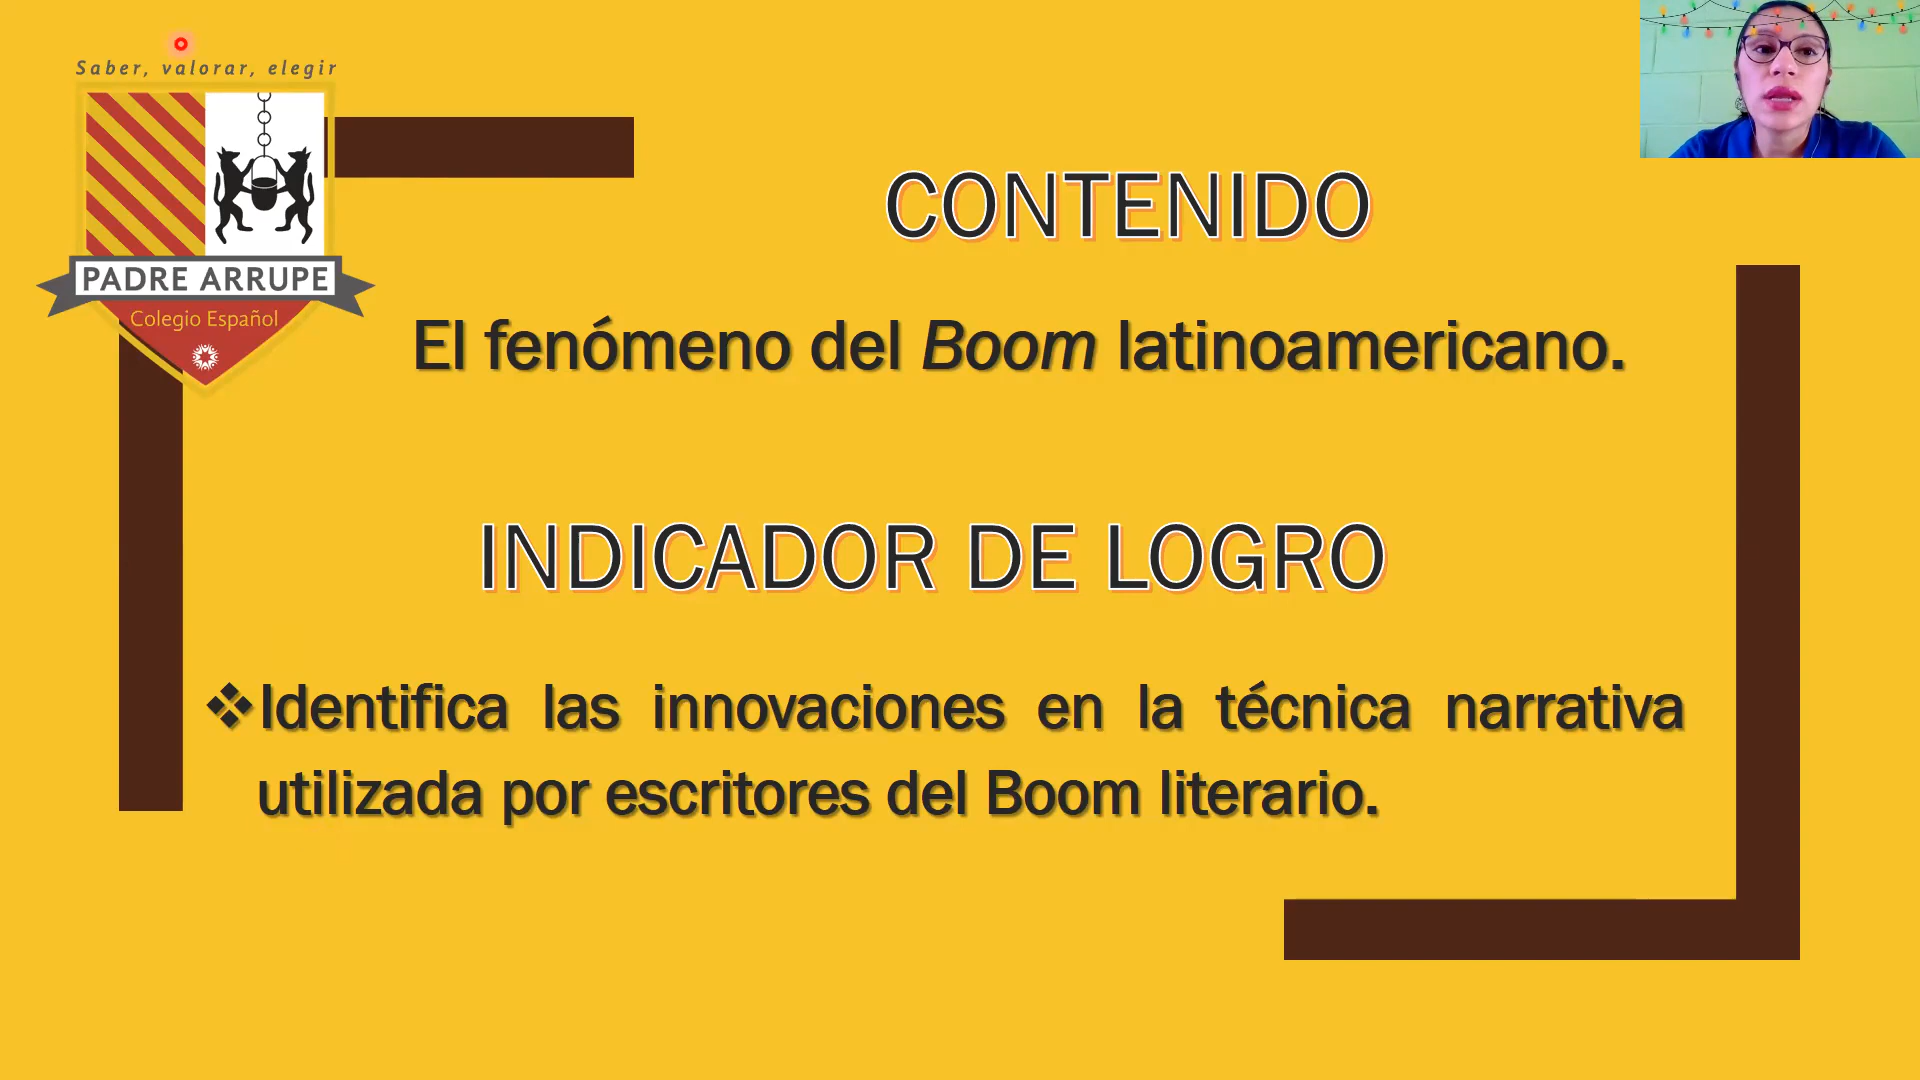 Saber, valorar, elegir
PADRE ARRUPE
Colegio Español
CONTENIDO
El fenómeno del Boom latinoamericano.
INDICADOR DE LOGRO
❖Identifica las innovaciones en la técnica narrativa
utilizada por escritores del Boom literario.